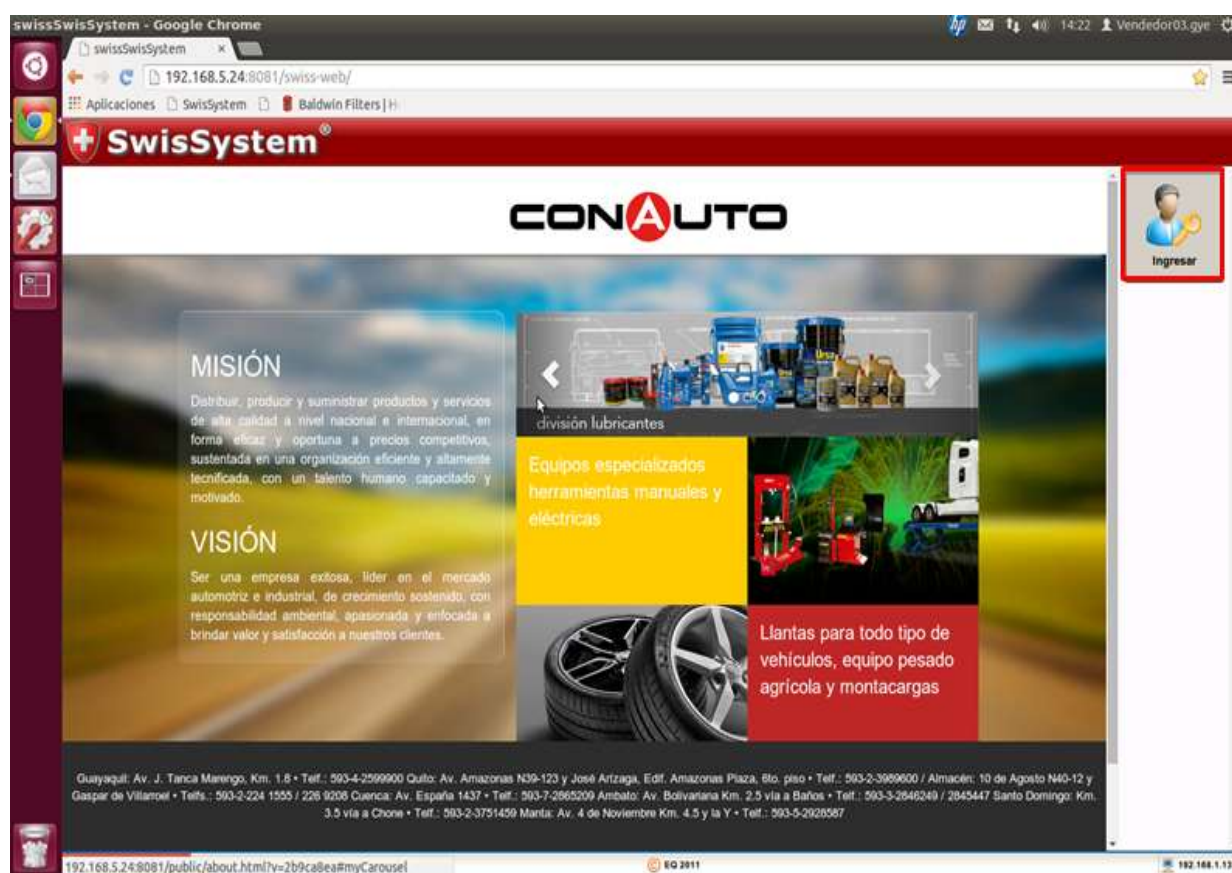 swissSwisSystem - Google Chrome
14:22 Vendedor03.gye
swissSwisSystem ×
192.168.5.24:8081/swiss-web/
Aplicaciones SwisSystem Baldwin Filters | H
SwisSystem®
CONAUTO
Ingresar
MISIÓN
Distribuir, producir y suministrar productos y servicios
de alta calidad a nivel nacional e internacional, en
forma eficaz y oportuna a precios competitivos,
sustentada en una organización eficiente y altamente
tecnificada, con un talento humano capacitado y
motivado.
VISIÓN
Ser una empresa exitosa, líder en el mercado
automotriz e industrial, de crecimiento sostenido, con
responsabilidad ambiental, apasionada y enfocada a
brindar valor y satisfacción a nuestros clientes.
Ursa
división lubricantes
Equipos especializados
herramientas manuales y
eléctricas
Llantas para todo tipo de
vehículos, equipo pesado
agrícola y montacargas
Guayaquil: Av. J. Tanca Marengo, Km. 1.8 • Telf.: 593-4-2599900 Quito: Av. Amazonas N39-123 y José Arízaga, Edif. Amazonas Plaza, 6to. piso • Telf.: 593-2-3989600 / Almacén: 10 de Agosto N40-12 y
Gaspar de Villarroel • Telfs.: 593-2-224 1555 / 226 9208 Cuenca: Av. España 1437 • Telf.: 593-7-2865209 Ambato: Av. Bolivariana Km. 2.5 vía a Baños • Telf.: 593-3-2846249 / 2845447 Santo Domingo: Km.
3.5 vía a Chone • Telf.: 593-2-3751459 Manta: Av. 4 de Noviembre Km. 4.5 y la Y • Telf.: 593-5-2928587
192.168.5.24:8081/public/about.html?v=2b9ca8ea#myCarousel
© EQ 2011
192.168.1.13